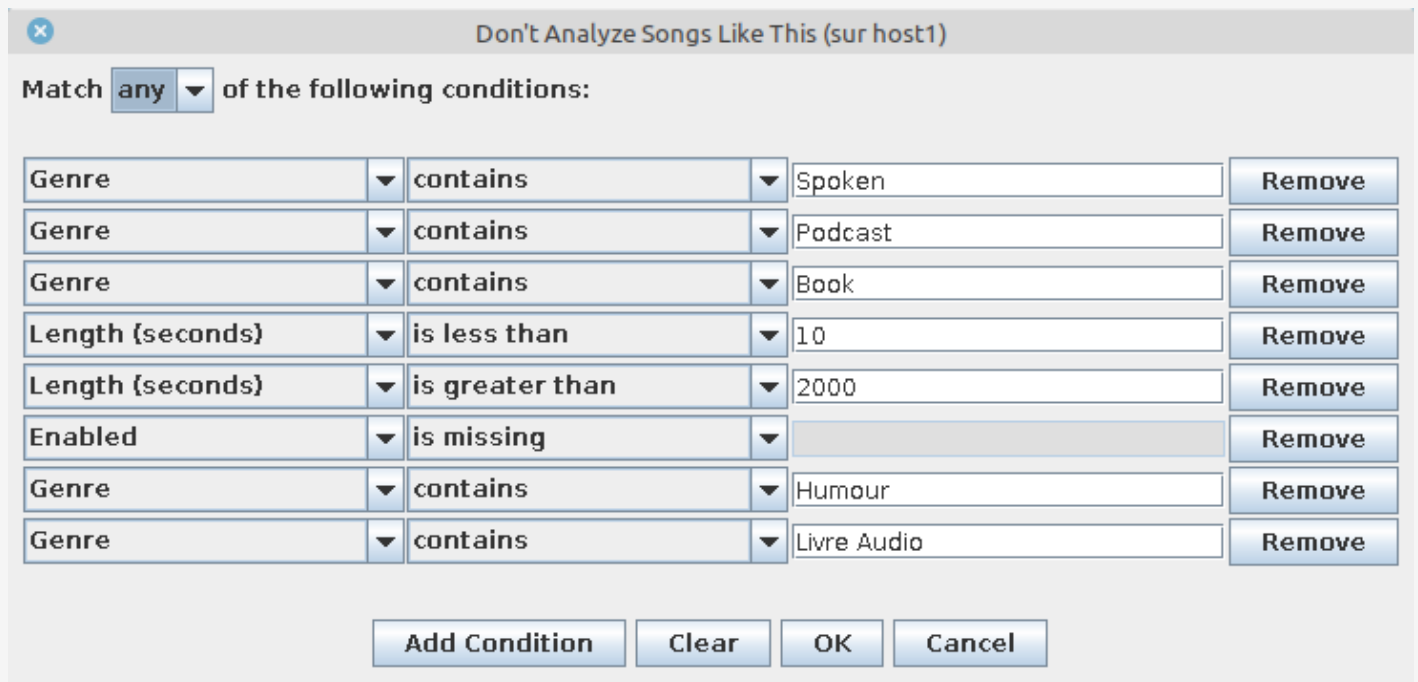 Don't Analyze Songs Like This (sur host1)
Match any of the following conditions:
Genre contains Spoken Remove
Genre contains Podcast Remove
Genre contains Book Remove
Length (seconds) is less than 10 Remove
Length (seconds) is greater than 2000 Remove
Enabled is missing Remove
Genre contains Humour Remove
Genre contains Livre Audio Remove
Add Condition Clear OK Cancel